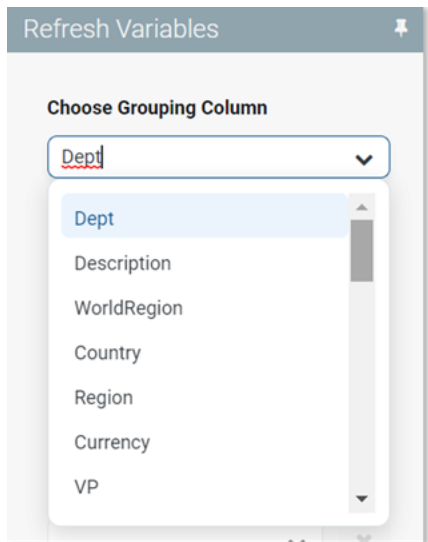 Refresh Variables
Choose Grouping Column
Dept
Dept
Description
WorldRegion
Country
Region
Currency
VP